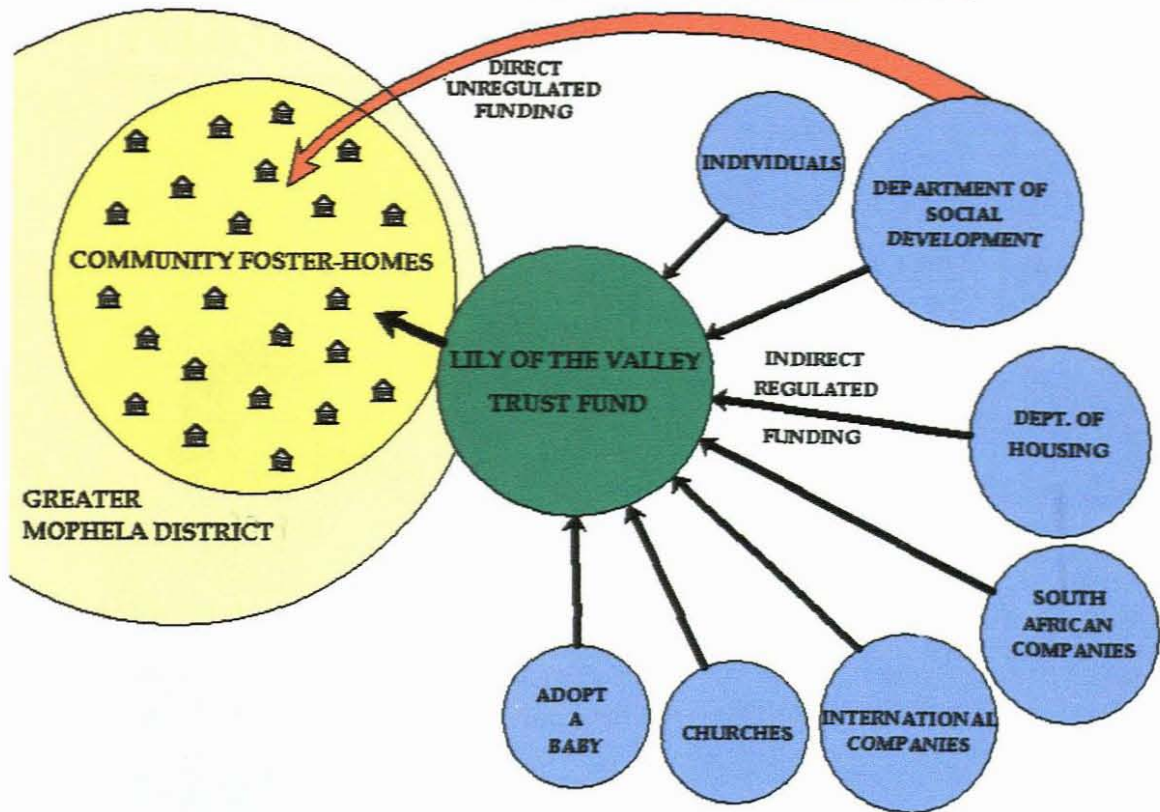 DIRECT
UNREGULATED
FUNDING
INDIVIDUALS
DEPARTMENT OF
SOCIAL
DEVELOPMENT
COMMUNITY FOSTER-HOMES
LILY OF THE VALLEY
TRUST FUND
INDIRECT
REGULATED
FUNDING
DEPT. OF
HOUSING
GREATER
MOPHELA DISTRICT
SOUTH
AFRICAN
COMPANIES
ADOPT
A
BABY
CHURCHES
INTERNATIONAL
COMPANIES